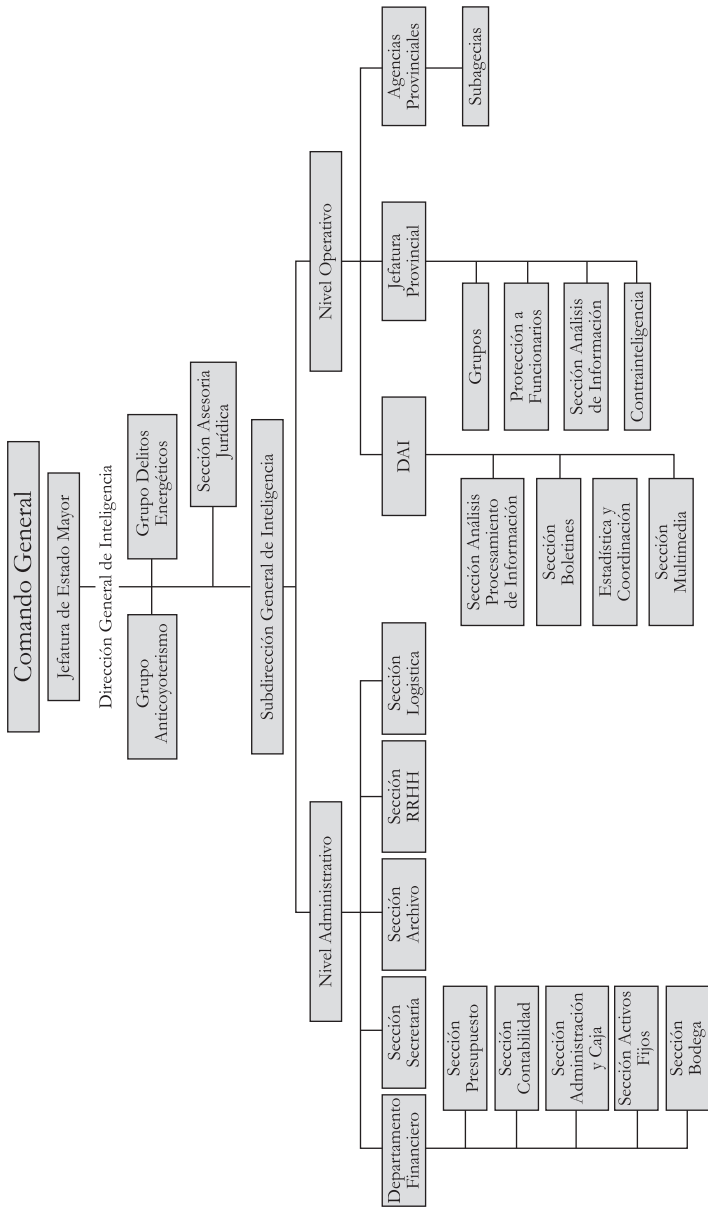 Comando General
Jefatura de Estado Mayor
Dirección General de Inteligencia
Grupo
Anticoyoterismo
Grupo Delitos
Energéticos
Sección Asesoria
Jurídica
Subdirección General de Inteligencia
Nivel Administrativo
Nivel Operativo
Departamento
Financiero
Sección
Secretaría
Sección
Archivo
Sección
RRHH
Sección
Logistica
DAI
Jefatura
Provincial
Agencias
Provinciales
Sección
Presupuesto
Sección
Contabilidad
Sección
Administración
y Caja
Sección Activos
Fijos
Sección
Bodega
Sección Análisis
Procesamiento
de Información
Sección
Boletines
Estadística y
Coordinación
Sección
Multimedia
Grupos
Protección a
Funcionarios
Sección Análisis
de Información
Contrainteligencia
Subagecias